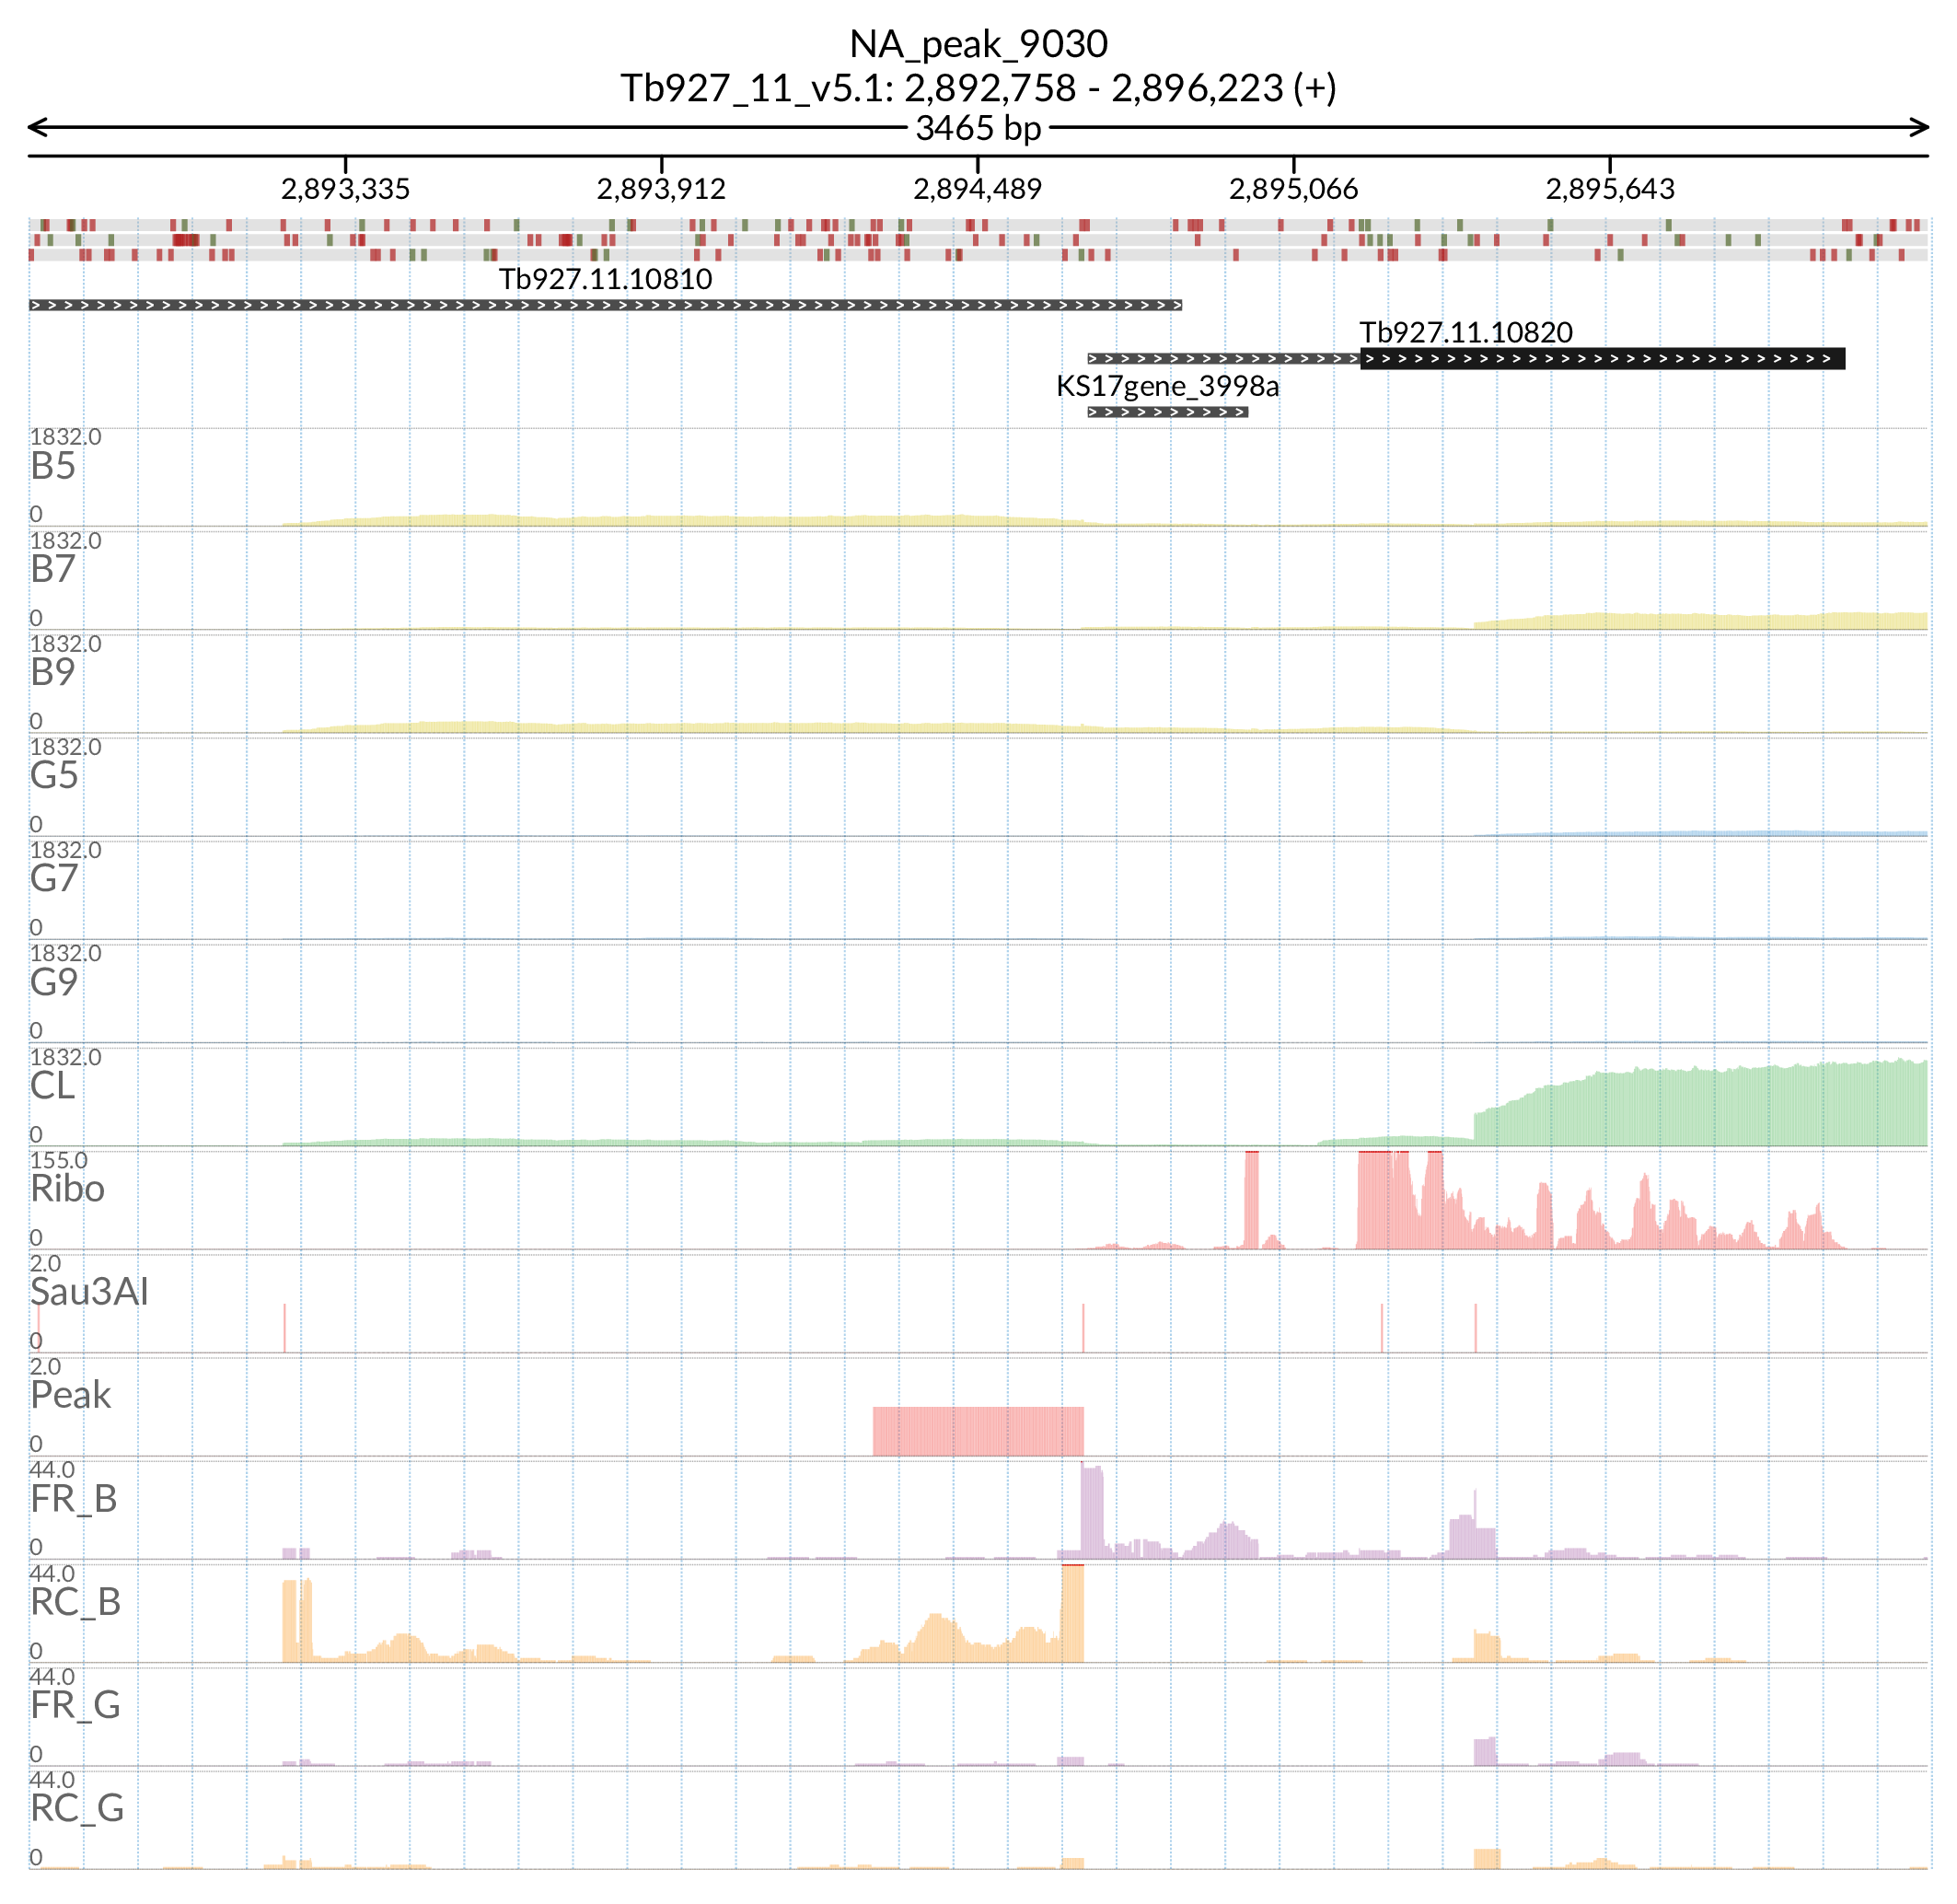 NA_peak_9030
Tb927_11_v5.1: 2,892,758 - 2,896,223 (+)
3465 bp
2,893,335 2,893,912 2,894,489 2,895,066 2,895,643
Tb927.11.10810
Tb927.11.10820
KS17gene_3998a
1832.0
B5
0
1832.0
B7
0
1832.0
B9
0
1832.0
G5
0
1832.0
G7
0
1832.0
G9
0
1832.0
CL
0
155.0
Ribo
0
2.0
Sau3AI
0
2.0
Peak
0
44.0
FR_B
0
44.0
RC_B
0
44.0
FR_G
0
44.0
RC_G
0